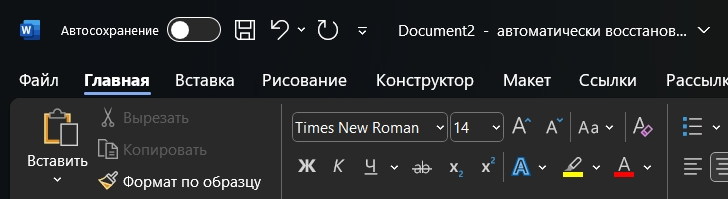 Автосохранение Document2 - автоматически восстанов...
Файл Главная Вставка Рисование Конструктор Макет Ссылки Рассылк
Вставить
Вырезать
Копировать
Формат по образцу
Times New Roman 14 A A Aa A
Ж К Ч ab x₂ x² A A